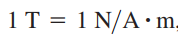 1 T = 1 N/A · m,